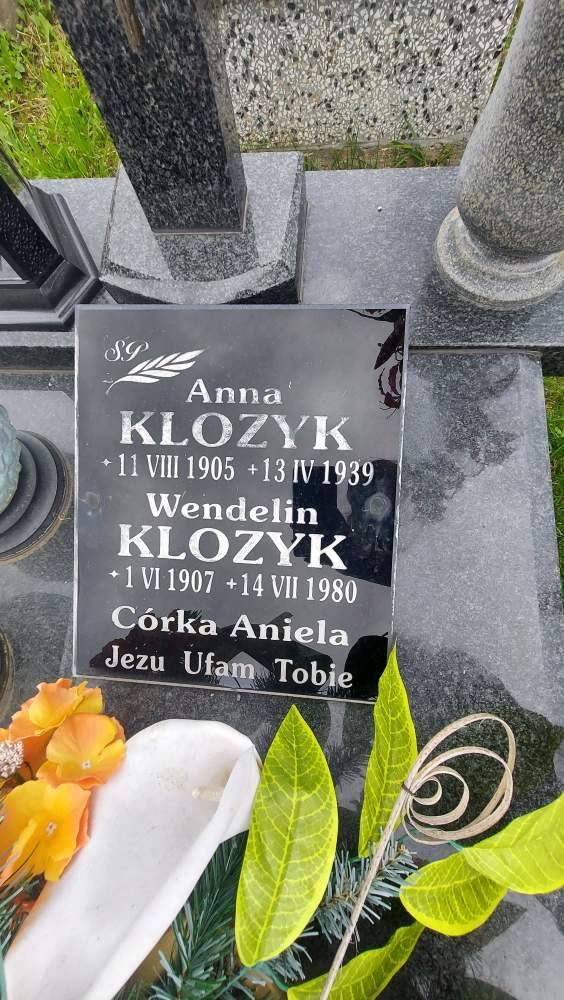 Ś.P
Anna
KLOZYK
* 11 VIII 1905 + 13 IV 1939
Wendelin
KLOZYK
* 1 VI 1907 + 14 VII 1980
Córka Aniela
Jezu Ufam Tobie